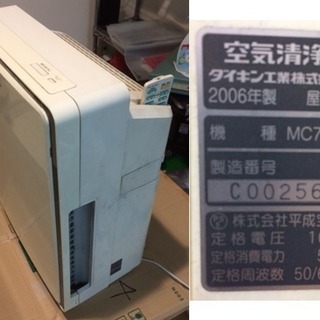 空気清浄
ダイキン工業株式
2006年製 屋
機種 MC7
製造番号
C00256
株式会社平成
定格電圧 1
定格消費電力 5
定格周波数 50/6